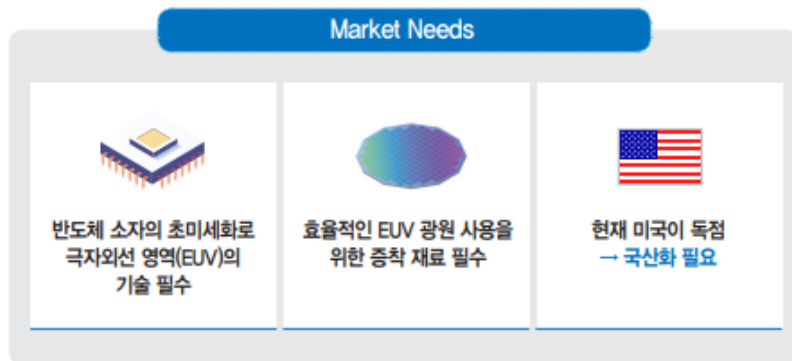 Market Needs
반도체 소자의 초미세화로
극자외선 영역(EUV)의
기술 필수
효율적인 EUV 광원 사용을
위한 증착 재료 필수
현재 미국이 독점
→ 국산화 필요